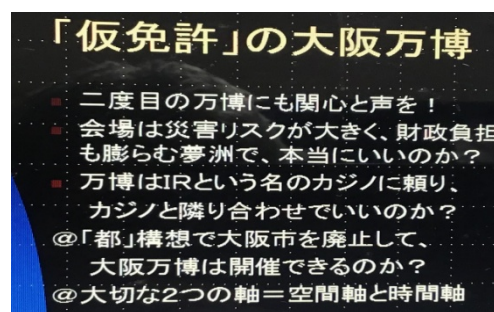 「仮免許」の大阪万博
二度目の万博にも関心と声を！
会場は災害リスクが大きく、財政負担
も膨らむ夢洲で、本当にいいのか？
万博はIRという名のカジノに頼り、
カジノと隣り合わせでいいのか？
@「都」構想で大阪市を廃止して、
大阪万博は開催できるのか？
@大切な2つの軸＝空間軸と時間軸